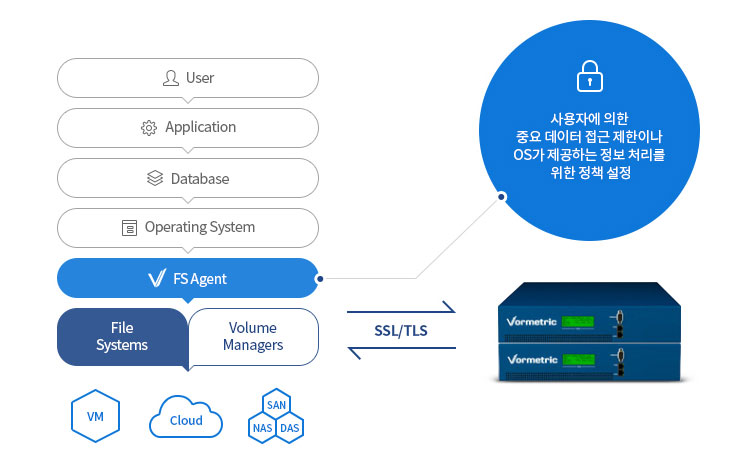 User
Application
Database
Operating System
FS Agent
File
Systems
Volume
Managers
VM
Cloud
SAN
NAS
DAS
사용자에 의한
중요 데이터 접근 제한이나
OS가 제공하는 정보 처리를
위한 정책 설정
SSL/TLS
Vormetric
Vormetric